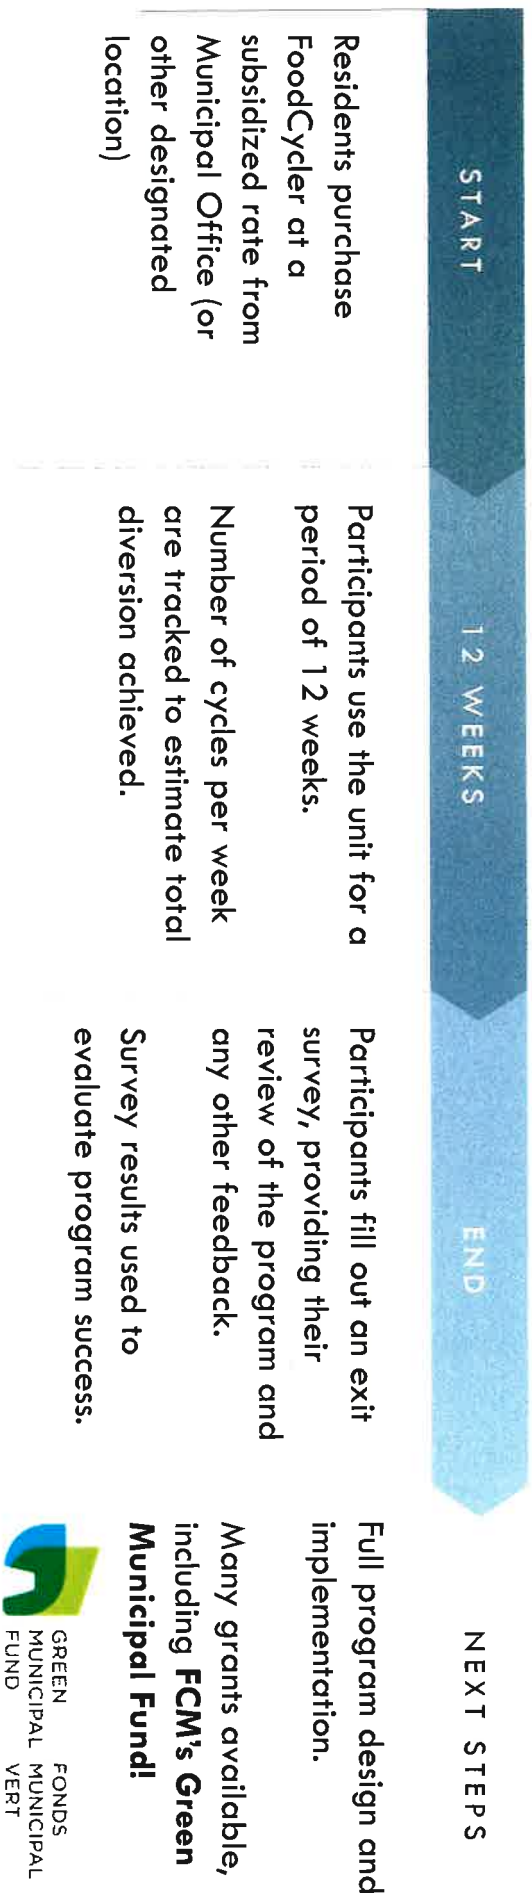 START
Residents purchase
FoodCycler at a
subsidized rate from
Municipal Office (or
other designated
location)
12 WEEKS
Participants use the unit for a
period of 12 weeks.
Number of cycles per week
are tracked to estimate total
diversion achieved.
END
Participants fill out an exit
survey, providing their
review of the program and
any other feedback.
Survey results used to
evaluate program success.
NEXT STEPS
Full program design and
implementation.
Many grants available,
including FCM's Green
Municipal Fund!
GREEN
MUNICIPAL
FUND
FONDS
MUNICIPAL
VERT